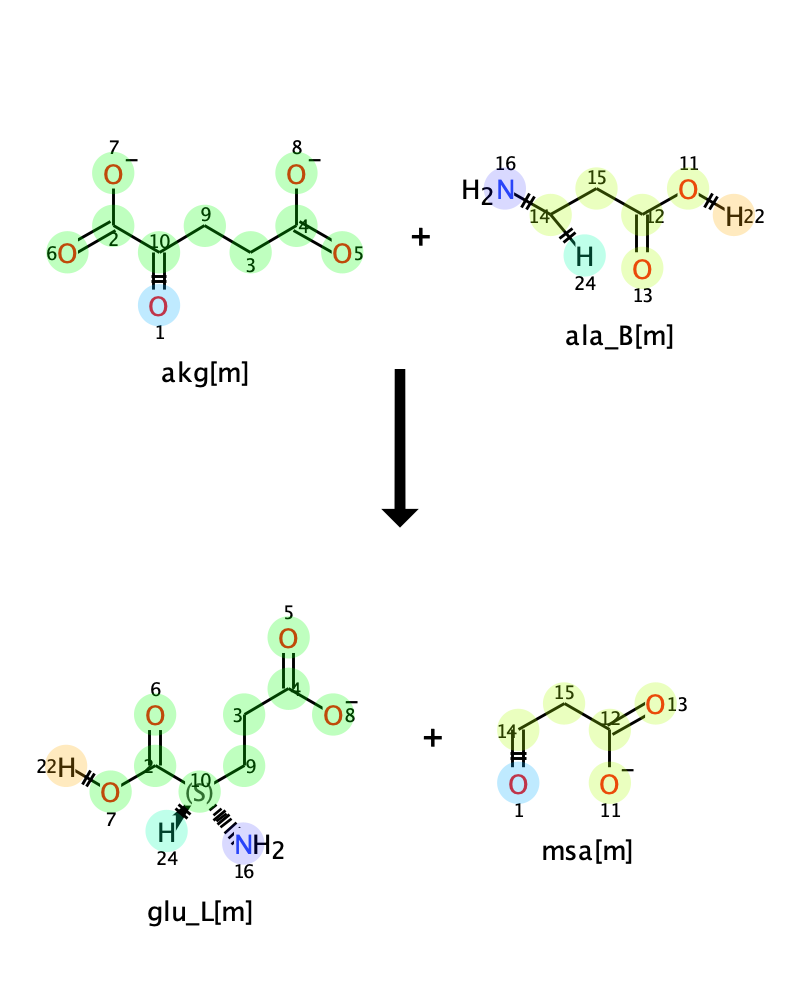 7 8 16 11
O− O− H2N 15 O H22
9 14 12
6O 2 10 4 O5 H O
3 24 13
O
1
+
akg[m] ala_B[m]
5
O
6 4
O 3 O−8 15 12 O13
22H 2 10 9 + 14
O (S) O O−
7 H NH2 1 11
24 16
glu_L[m] msa[m]